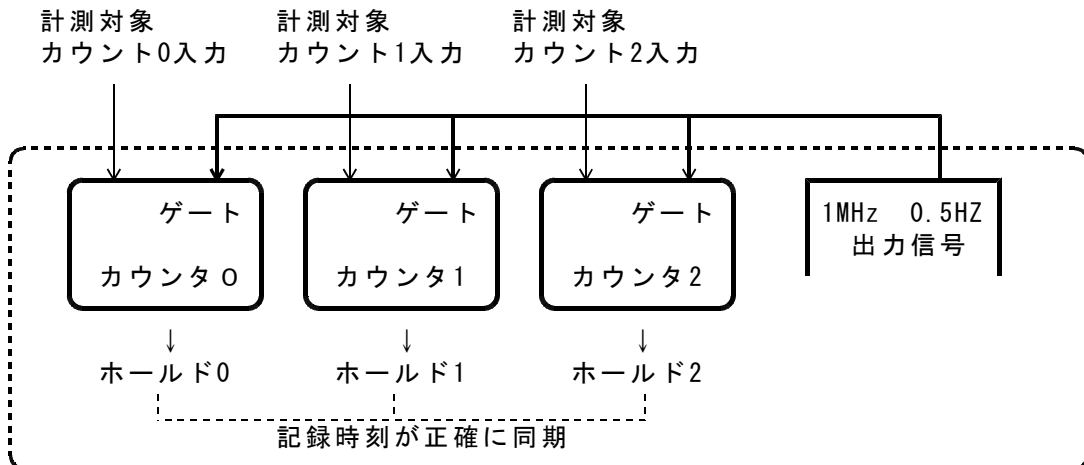 計測対象
カウント0入力
計測対象
カウント1入力
計測対象
カウント2入力
ゲート
カウンタ0
ゲート
カウンタ1
ゲート
カウンタ2
1MHz 0.5HZ
出力信号
↓
ホールド0
↓
ホールド1
↓
ホールド2
記録時刻が正確に同期